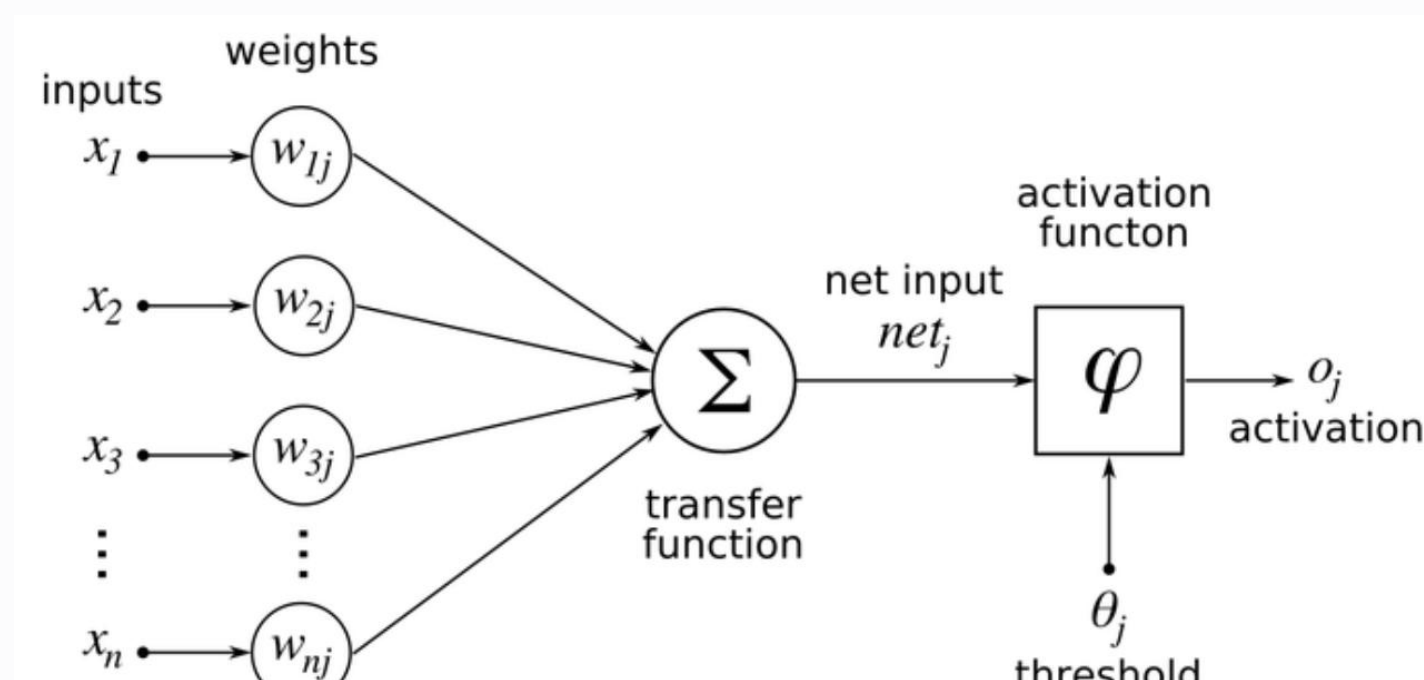 weights
inputs
x1 w1j
activation
functon
x2 w2j
net input
netj
Σ φ oj
activation
x3 w3j
transfer
function
⋮ ⋮
θj
xn wnj
threshold